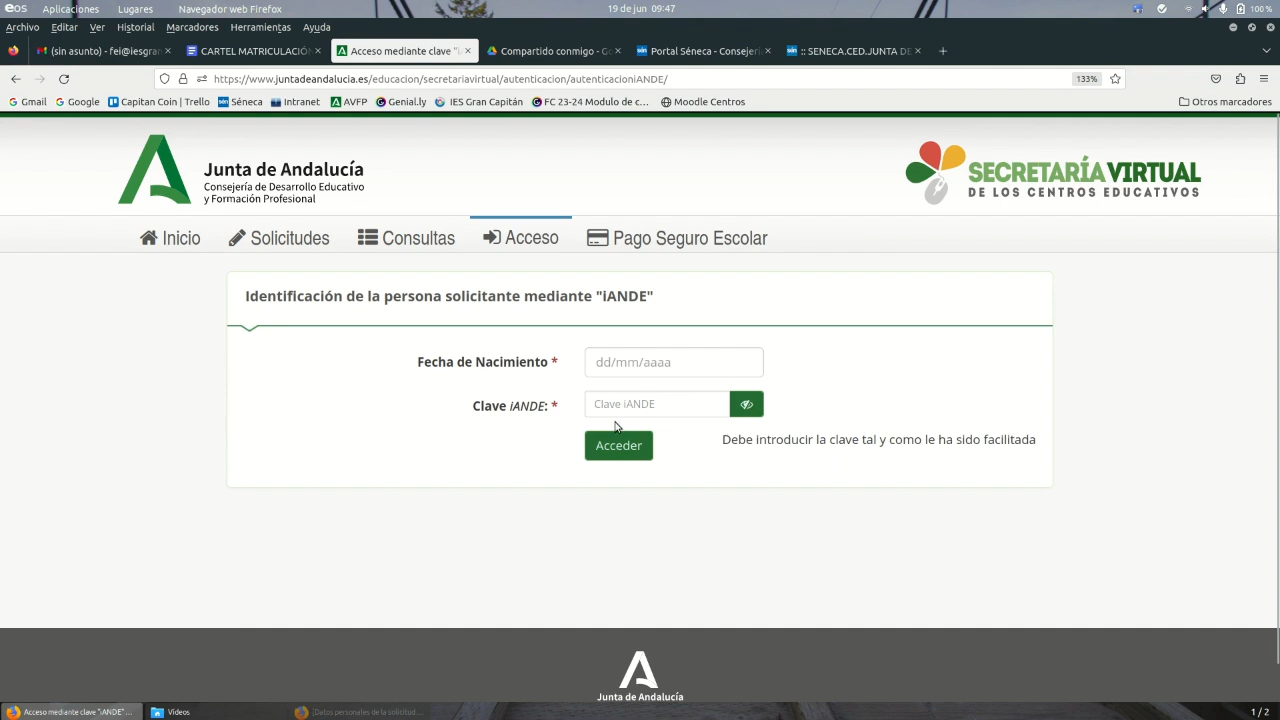 eos Aplicaciones Lugares Navegador web Firefox 19 de jun 09:47 100 %
Archivo Editar Ver Historial Marcadores Herramientas Ayuda
(sin asunto) - fei@iesgran × CARTEL MATRICULACIÓN × Acceso mediante clave "i × Compartido conmigo - Go × Portal Séneca - Consejerí × :: SENECA.CED.JUNTA DE × +
https://www.juntadeandalucia.es/educacion/secretariavirtual/autenticacion/autenticacioniANDE/ 133%
Gmail Google Capitan Coin | Trello Séneca Intranet AVFP Genial.ly IES Gran Capitán FC 23-24 Modulo de c... Moodle Centros Otros marcadores
Junta de Andalucía
Consejería de Desarrollo Educativo
y Formación Profesional
SECRETARÍA VIRTUAL
DE LOS CENTROS EDUCATIVOS
Inicio Solicitudes Consultas Acceso Pago Seguro Escolar
Identificación de la persona solicitante mediante "iANDE"
Fecha de Nacimiento * dd/mm/aaaa
Clave iANDE: * Clave iANDE
Acceder Debe introducir la clave tal y como le ha sido facilitada
Junta de Andalucía
Acceso mediante clave "iANDE" ... Vídeos [Datos personales de la solicitud... 1 / 2